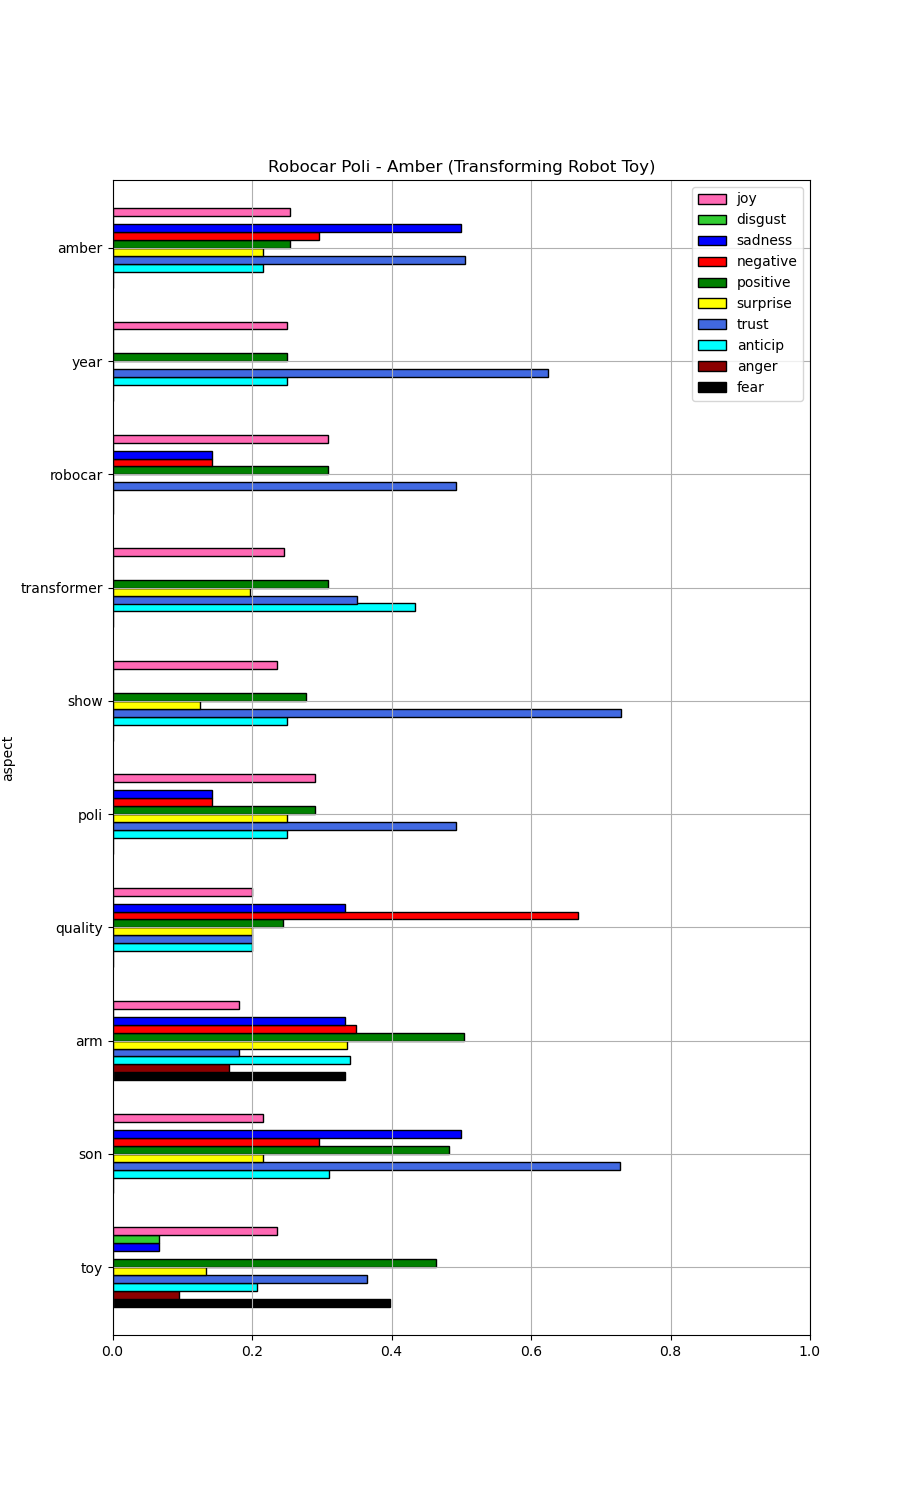 Robocar Poli - Amber (Transforming Robot Toy)
joy
disgust
sadness
negative
positive
surprise
trust
anticip
anger
fear
amber
year
robocar
transformer
show
poli
quality
arm
son
toy
aspect
0.0 0.2 0.4 0.6 0.8 1.0